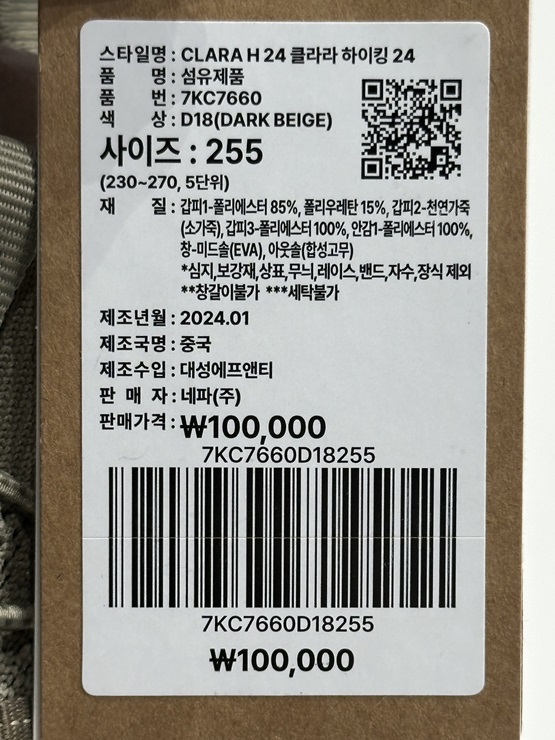 스타일명 : CLARA H 24 클라라 하이킹 24
품 명 : 섬유제품
품 번 : 7KC7660
색 상 : D18(DARK BEIGE)
사이즈 : 255
(230~270, 5단위)
재 질 : 갑피1-폴리에스터 85%, 폴리우레탄 15%, 갑피2-천연가죽
(소가죽), 갑피3-폴리에스터 100%, 안감1-폴리에스터 100%,
창-미드솔(EVA), 아웃솔(합성고무)
*심지,보강재,상표,무늬,레이스,밴드,자수,장식 제외
**창갈이불가 ***세탁불가
제조년월 : 2024.01
제조국명 : 중국
제조수입 : 대성에프앤티
판 매 자 : 네파(주)
판매가격 : ₩100,000
7KC7660D18255
7KC7660D18255
₩100,000